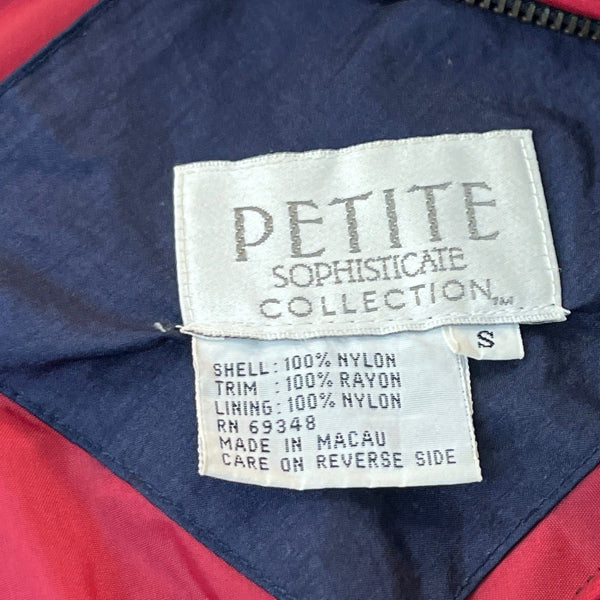 PETITE
SOPHISTICATE
COLLECTION™
S
SHELL: 100% NYLON
TRIM : 100% RAYON
LINING: 100% NYLON
RN 69348
MADE IN MACAU
CARE ON REVERSE SIDE